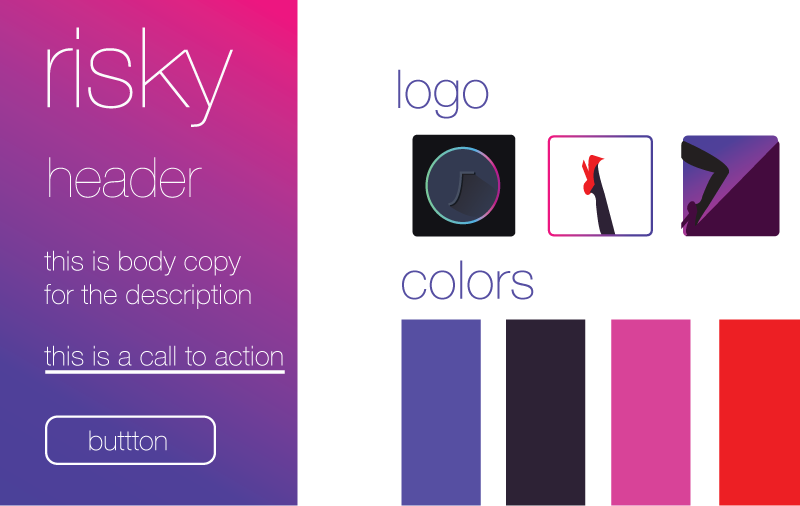 risky
header
this is body copy
for the description
this is a call to action
buttton
logo
colors